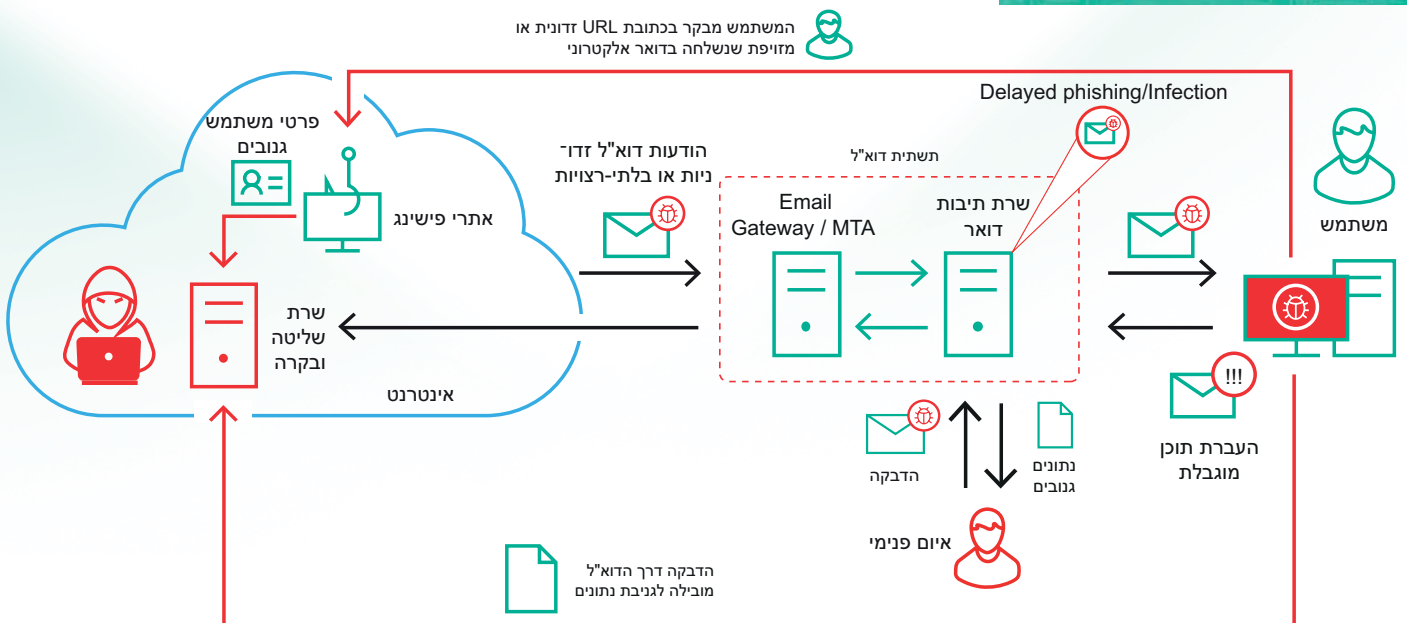 המשתמש מבקר בכתובת URL זדונית או
מזויפת שנשלחה בדואר אלקטרוני
Delayed phishing/Infection
פרטי משתמש
גנובים
הודעות דוא"ל זדו־
ניות או בלתי-רצויות
תשתית דוא"ל
Email
Gateway / MTA
שרת תיבות
דואר
משתמש
אתרי פישינג
שרת
שליטה
ובקרה
אינטרנט
!!!
העברת תוכן
מוגבלת
הדבקה
נתונים
גנובים
איום פנימי
הדבקה דרך הדוא"ל
מובילה לגניבת נתונים